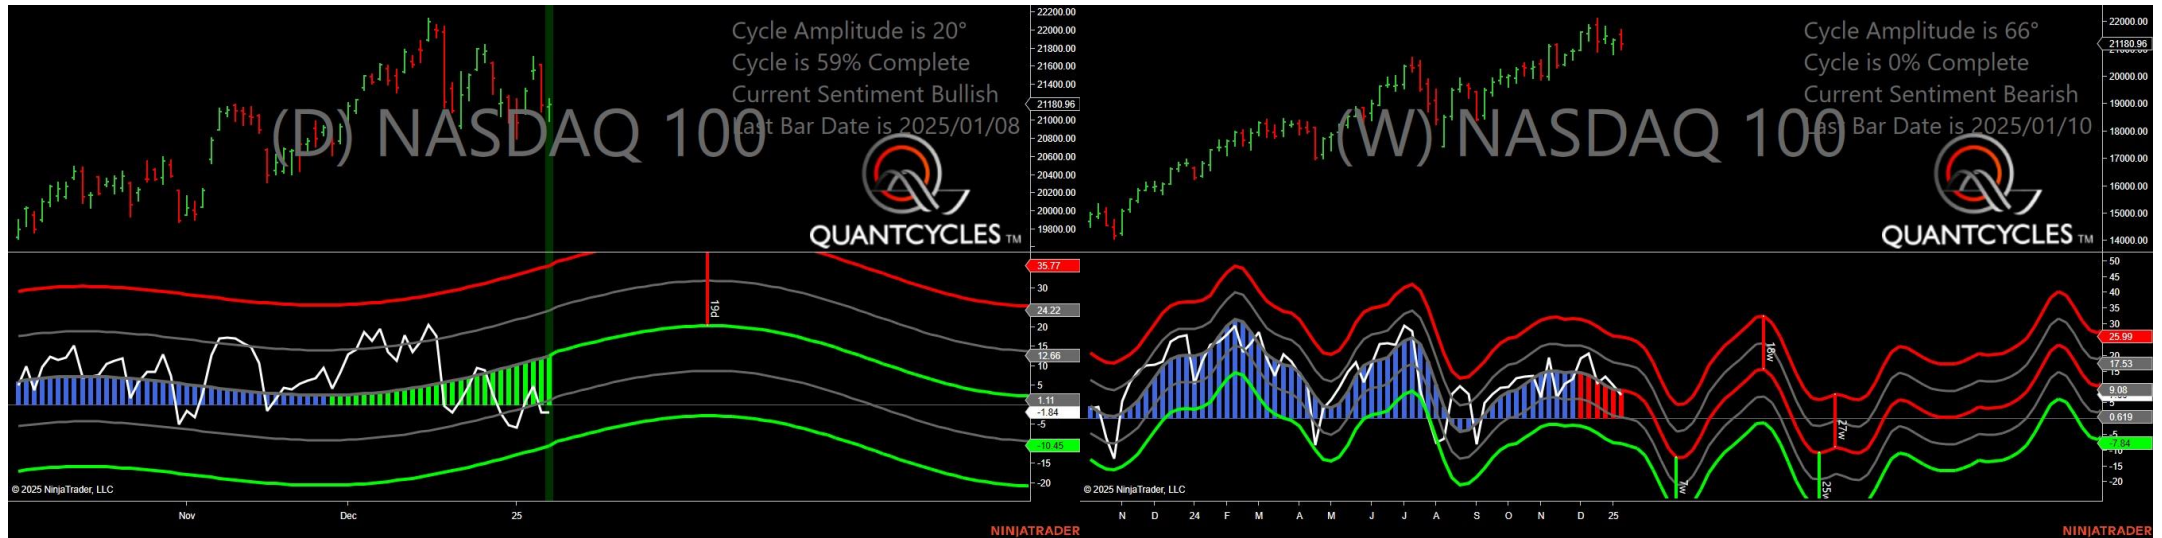 Cycle Amplitude is 20°
Cycle is 59% Complete
Current Sentiment Bullish
Last Bar Date is 2025/01/08
(D) NASDAQ 100
QUANTCYCLES TM
22200.00
21800.00
21600.00
21400.00
21180.96
21000.00
20800.00
20600.00
20400.00
20200.00
20000.00
19800.00
35.77
30
24.22
20
15
12.66
10
5
1.11
-1.84
-5
-10.45
-15
-20
19d
© 2025 NinjaTrader, LLC
Nov
Dec
25
NINJATRADER
Cycle Amplitude is 66°
Cycle is 0% Complete
Current Sentiment Bearish
Last Bar Date is 2025/01/10
(W) NASDAQ 100
QUANTCYCLES TM
22000.00
21180.96
20000.00
19000.00
18000.00
17000.00
16000.00
15000.00
14000.00
50
45
40
35
30
25.99
17.53
15
9.08
5
0.619
-5
-7.84
-10
-15
-20
18w
27w
7w
25w
© 2025 NinjaTrader, LLC
N
D
24
F
M
A
M
J
J
A
S
O
N
D
25
NINJATRADER